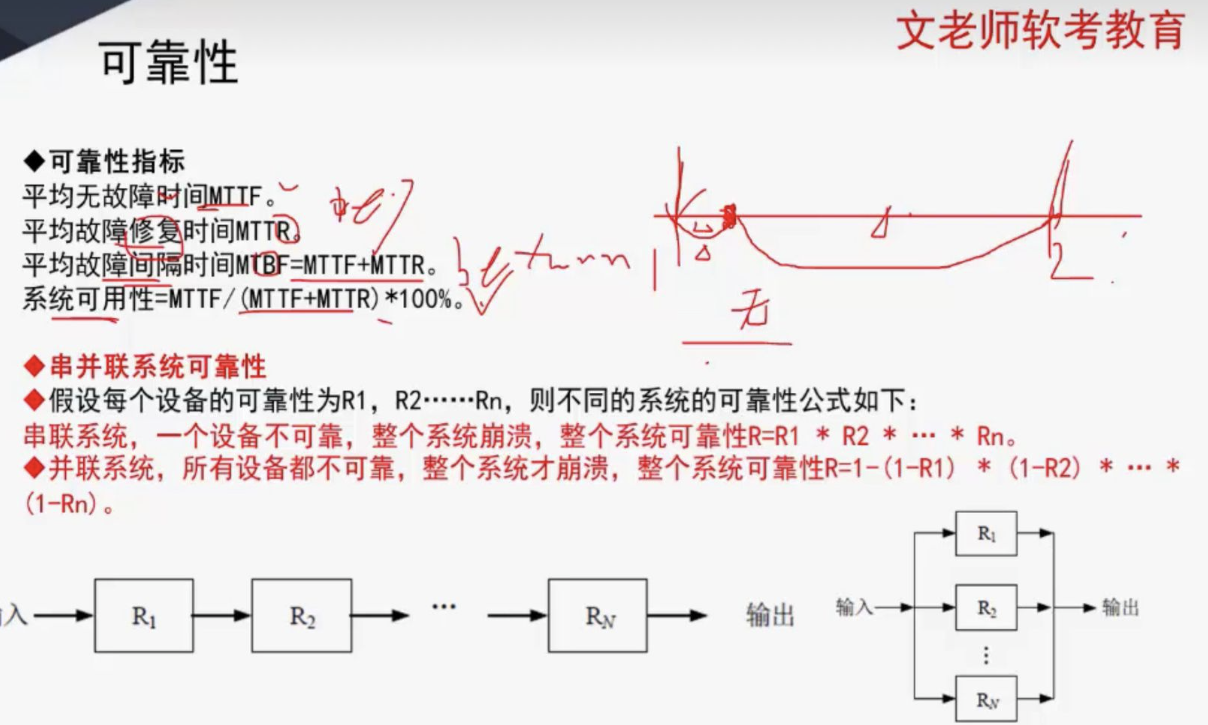 文老师软考教育
可靠性
◆可靠性指标
平均无故障时间MTTF。
平均故障修复时间MTTR。
平均故障间隔时间MTBF=MTTF+MTTR。
系统可用性=MTTF/(MTTF+MTTR)*100%。
1
2
无
◆串并联系统可靠性
◆假设每个设备的可靠性为R1，R2……Rn，则不同的系统的可靠性公式如下：
串联系统，一个设备不可靠，整个系统崩溃，整个系统可靠性R=R1 * R2 * … * Rn。
◆并联系统，所有设备都不可靠，整个系统才崩溃，整个系统可靠性R=1-(1-R1) * (1-R2) * … *
(1-Rn)。
入 R1 R2 … RN 输出
输入 R1 R2 ⋮ RN 输出